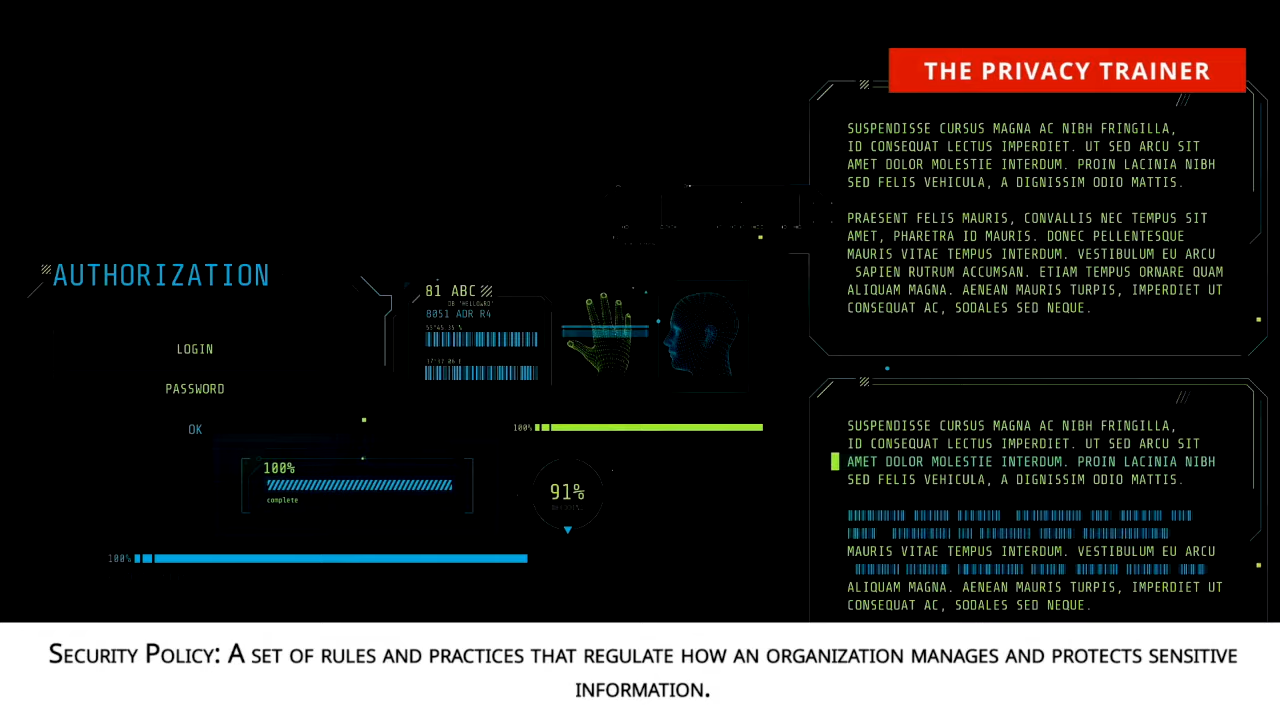 THE PRIVACY TRAINER
SUSPENDISSE CURSUS MAGNA AC NIBH FRINGILLA,
ID CONSEQUAT LECTUS IMPERDIET. UT SED ARCU SIT
AMET DOLOR MOLESTIE INTERDUM. PROIN LACINIA NIBH
SED FELIS VEHICULA, A DIGNISSIM ODIO MATTIS.
PRAESENT FELIS MAURIS, CONVALLIS NEC TEMPUS SIT
AMET, PHARETRA ID MAURIS. DONEC PELLENTESQUE
MAURIS VITAE TEMPUS INTERDUM. VESTIBULUM EU ARCU
SAPIEN RUTRUM ACCUMSAN. ETIAM TEMPUS ORNARE QUAM
ALIQUAM MAGNA. AENEAN MAURIS TURPIS, IMPERDIET UT
CONSEQUAT AC, SODALES SED NEQUE.
AUTHORIZATION
LOGIN
PASSWORD
OK
81 ABC
8051 ADR R4
100%
100%
complete
91%
100%
SUSPENDISSE CURSUS MAGNA AC NIBH FRINGILLA,
ID CONSEQUAT LECTUS IMPERDIET. UT SED ARCU SIT
AMET DOLOR MOLESTIE INTERDUM. PROIN LACINIA NIBH
SED FELIS VEHICULA, A DIGNISSIM ODIO MATTIS.
MAURIS VITAE TEMPUS INTERDUM. VESTIBULUM EU ARCU
ALIQUAM MAGNA. AENEAN MAURIS TURPIS, IMPERDIET UT
CONSEQUAT AC, SODALES SED NEQUE.
Security Policy: A set of rules and practices that regulate how an organization manages and protects sensitive
information.